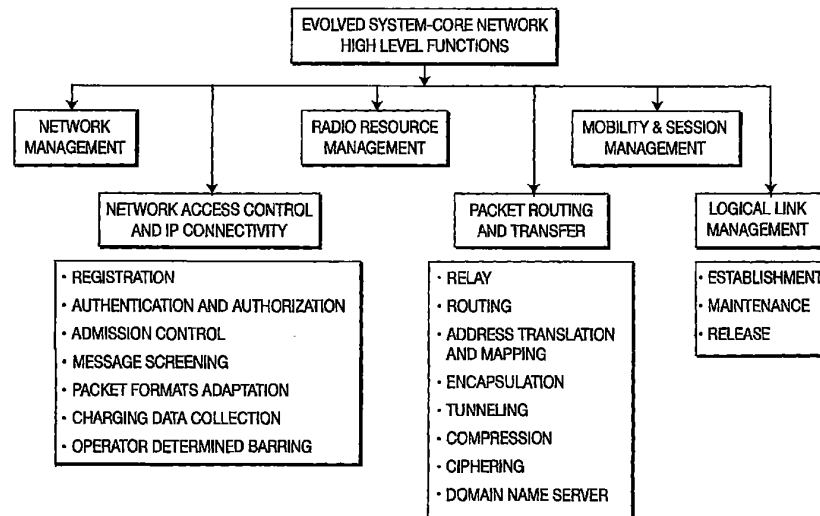 EVOLVED SYSTEM-CORE NETWORK
HIGH LEVEL FUNCTIONS
NETWORK
MANAGEMENT
RADIO RESOURCE
MANAGEMENT
MOBILITY & SESSION
MANAGEMENT
NETWORK ACCESS CONTROL
AND IP CONNECTIVITY
PACKET ROUTING
AND TRANSFER
LOGICAL LINK
MANAGEMENT
· REGISTRATION
· AUTHENTICATION AND AUTHORIZATION
· ADMISSION CONTROL
· MESSAGE SCREENING
· PACKET FORMATS ADAPTATION
· CHARGING DATA COLLECTION
· OPERATOR DETERMINED BARRING
· RELAY
· ROUTING
· ADDRESS TRANSLATION
AND MAPPING
· ENCAPSULATION
· TUNNELING
· COMPRESSION
· CIPHERING
· DOMAIN NAME SERVER
· ESTABLISHMENT
· MAINTENANCE
· RELEASE